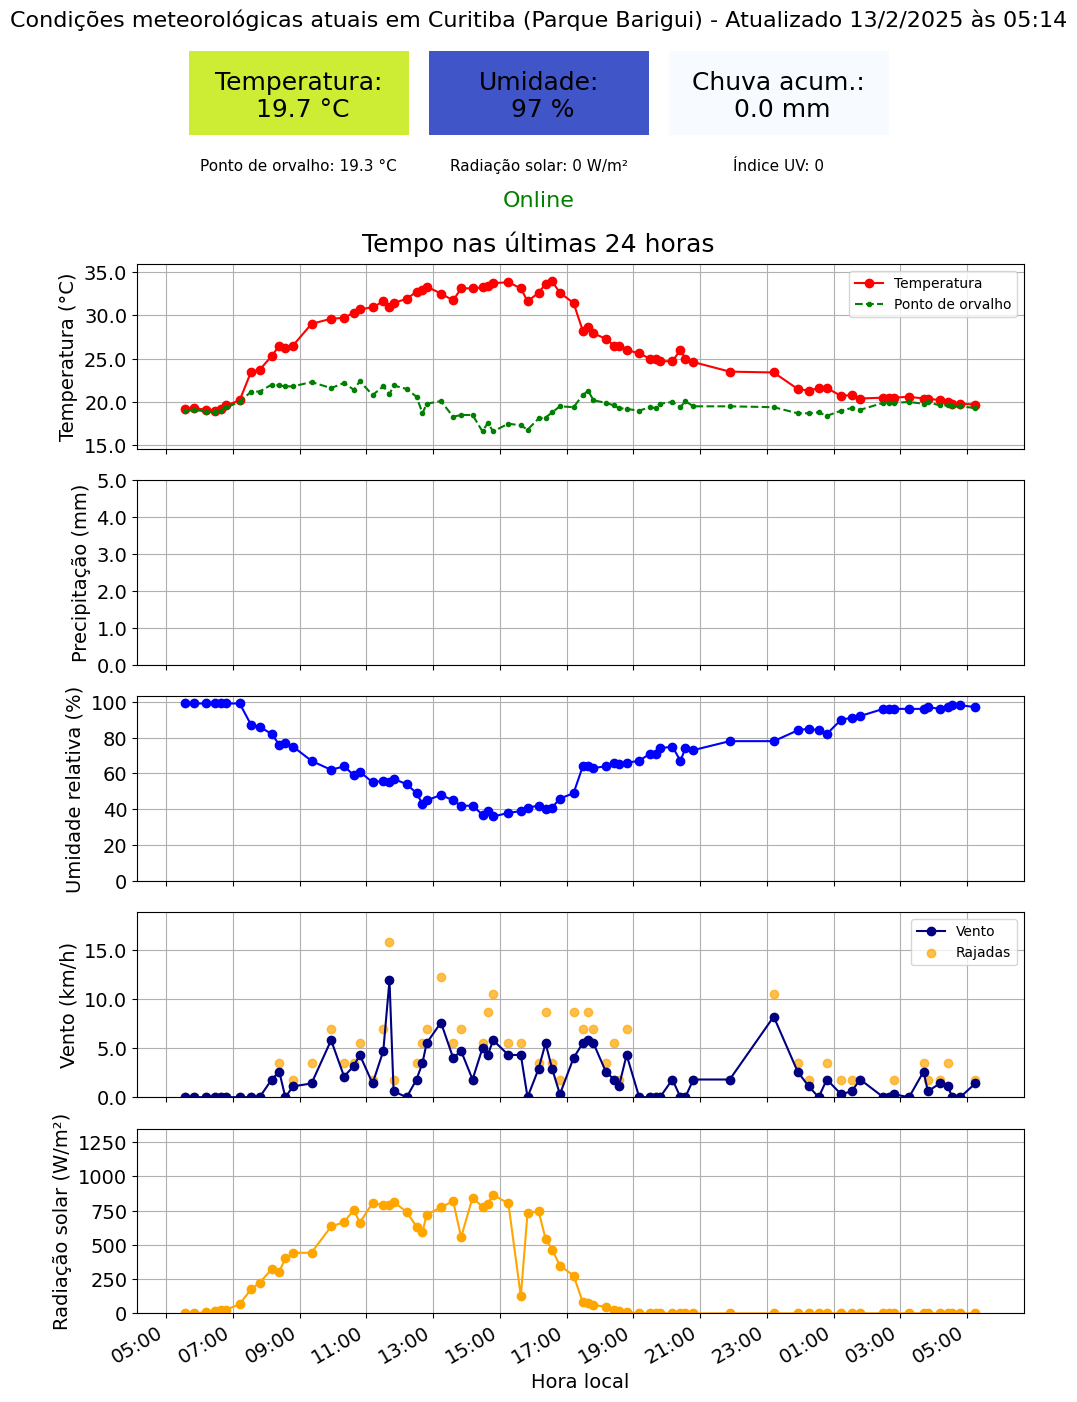 Condições meteorológicas atuais em Curitiba (Parque Barigui) - Atualizado 13/2/2025 às 05:14
Temperatura:
19.7 °C
Umidade:
97 %
Chuva acum.:
0.0 mm
Ponto de orvalho: 19.3 °C
Radiação solar: 0 W/m²
Índice UV: 0
Online
Tempo nas últimas 24 horas
Temperatura (°C)
35.0
30.0
25.0
20.0
15.0
Temperatura
Ponto de orvalho
Precipitação (mm)
5.0
4.0
3.0
2.0
1.0
0.0
Umidade relativa (%)
100
80
60
40
20
0
Vento (km/h)
15.0
10.0
5.0
0.0
Vento
Rajadas
Radiação solar (W/m²)
1250
1000
750
500
250
0
05:00 07:00 09:00 11:00 13:00 15:00 17:00 19:00 21:00 23:00 01:00 03:00 05:00
Hora local